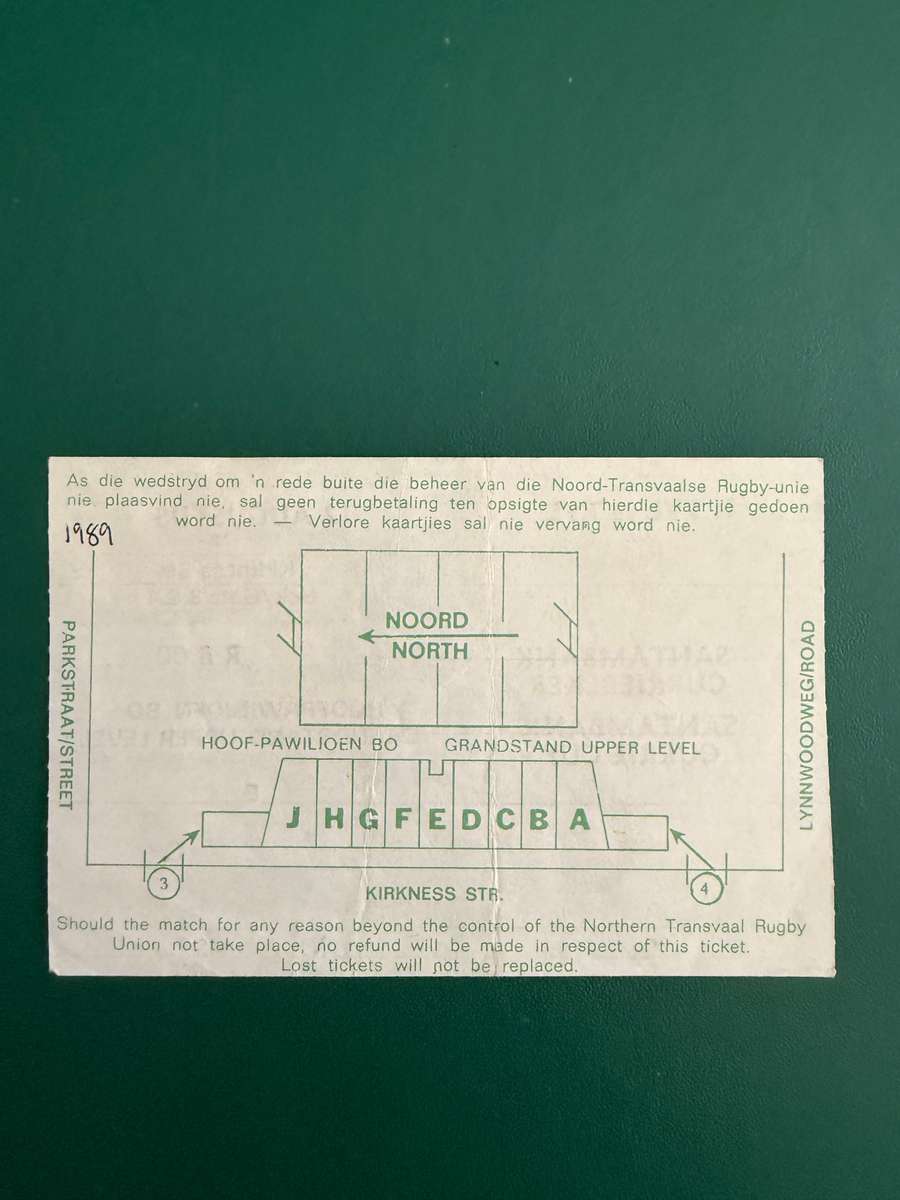 As die wedstryd om 'n rede buite die beheer van die Noord-Transvaalse Rugby-unie
nie plaasvind nie, sal geen terugbetaling ten opsigte van hierdie kaartjie gedoen
word nie. — Verlore kaartjies sal nie vervang word nie.
1989
PARKSTRAAT/STREET
NOORD
NORTH
LYNNWOODWEG/ROAD
HOOF-PAWILJOEN BO GRANDSTAND UPPER LEVEL
J H G F E D C B A
3
4
KIRKNESS STR.
Should the match for any reason beyond the control of the Northern Transvaal Rugby
Union not take place, no refund will be made in respect of this ticket.
Lost tickets will not be replaced.